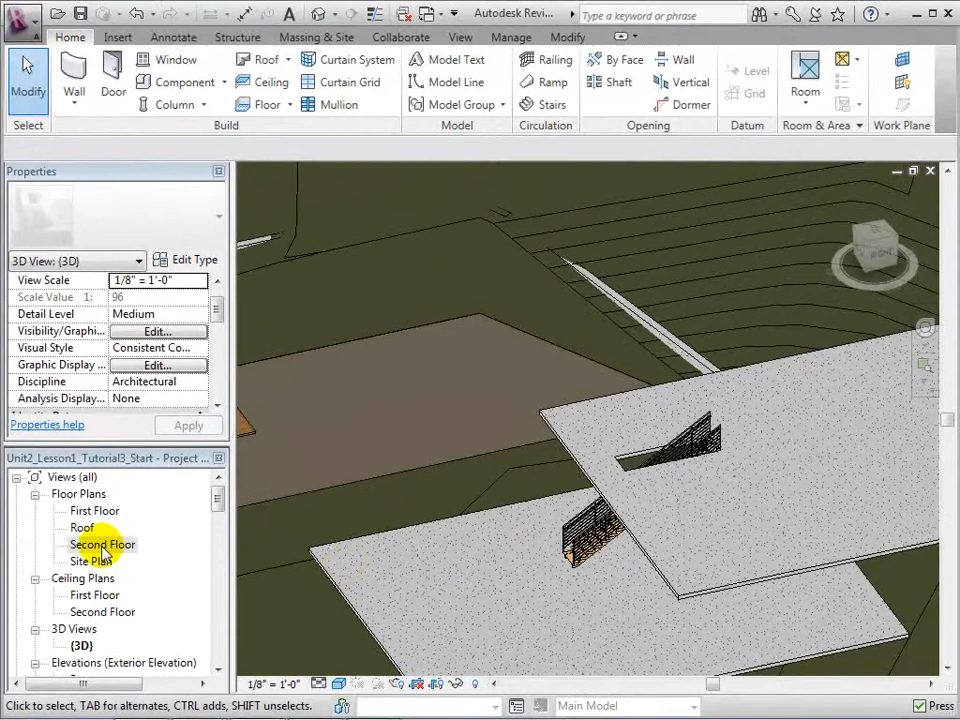 Autodesk Revi...
Type a keyword or phrase
Home Insert Annotate Structure Massing & Site Collaborate View Manage Modify
Modify
Wall
Door
Window
Component
Column
Roof
Ceiling
Floor
Curtain System
Curtain Grid
Mullion
Model Text
Model Line
Model Group
Railing
Ramp
Stairs
By Face
Shaft
Wall
Vertical
Dormer
Level
Grid
Room
Select Build Model Circulation Opening Datum Room & Area Work Plane
Properties
3D View: {3D} Edit Type
View Scale 1/8" = 1'-0"
Scale Value 1: 96
Detail Level Medium
Visibility/Graphi... Edit...
Visual Style Consistent Co...
Graphic Display ... Edit...
Discipline Architectural
Analysis Display... None
Properties help Apply
Unit2_Lesson1_Tutorial3_Start - Project ...
Views (all)
Floor Plans
First Floor
Roof
Second Floor
Site Plan
Ceiling Plans
First Floor
Second Floor
3D Views
{3D}
Elevations (Exterior Elevation)
RIGHT
1/8" = 1'-0"
Click to select, TAB for alternates, CTRL adds, SHIFT unselects.
:0
Main Model
Press